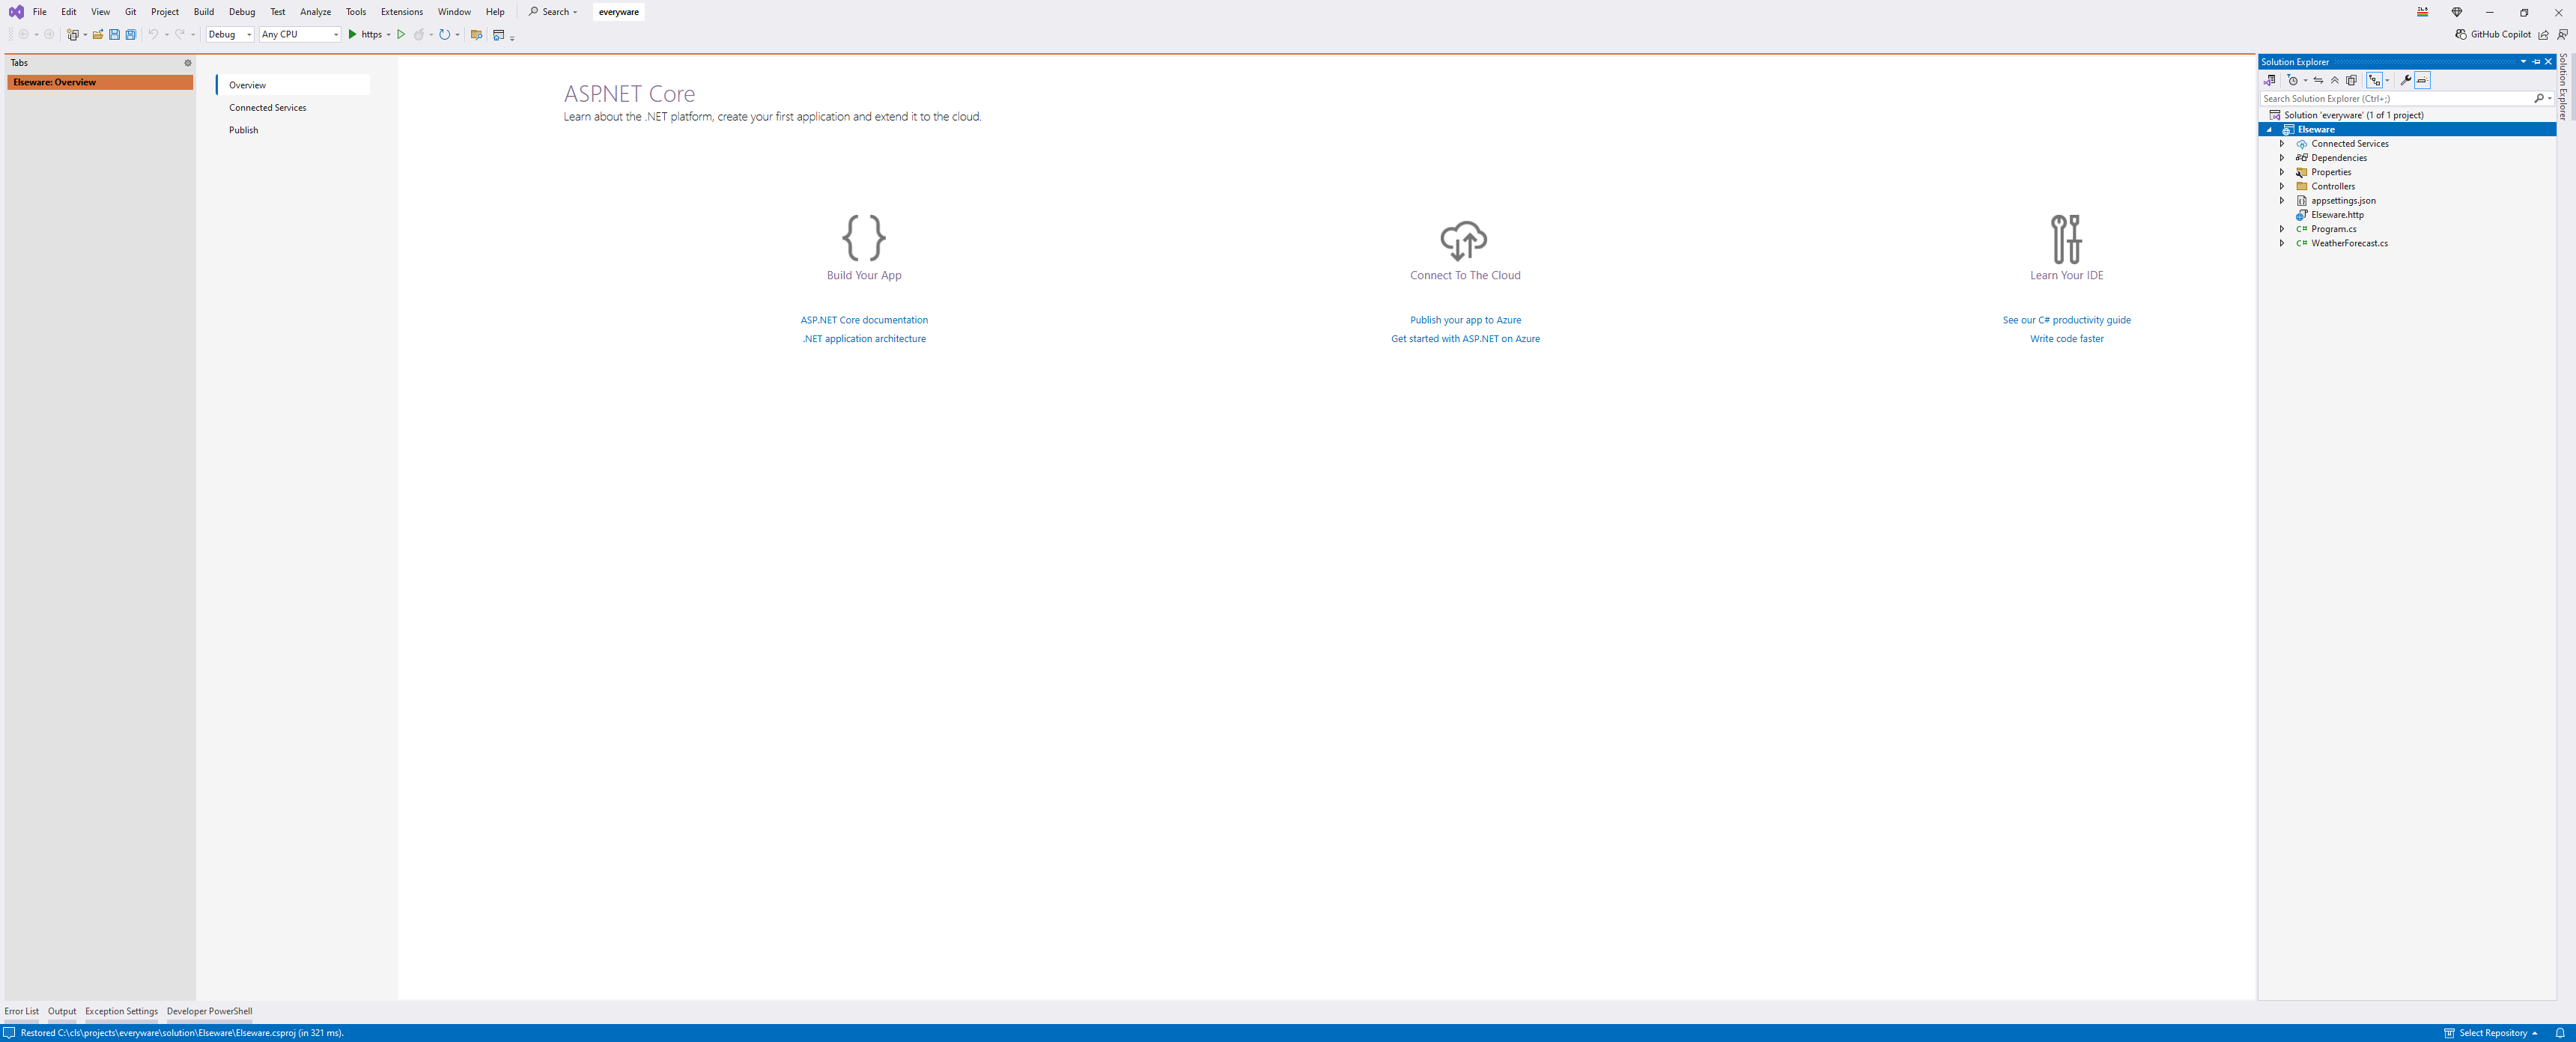 File Edit View Git Project Build Debug Test Analyze Tools Extensions Window Help Search everyware
Debug Any CPU https GitHub Copilot
Tabs
Elseware: Overview
Overview
Connected Services
Publish
ASP.NET Core
Learn about the .NET platform, create your first application and extend it to the cloud.
Build Your App
ASP.NET Core documentation
.NET application architecture
Connect To The Cloud
Publish your app to Azure
Get started with ASP.NET on Azure
Learn Your IDE
See our C# productivity guide
Write code faster
Solution Explorer
Search Solution Explorer (Ctrl+;)
Solution 'everyware' (1 of 1 project)
Elseware
Connected Services
Dependencies
Properties
Controllers
appsettings.json
Elseware.http
C# Program.cs
C# WeatherForecast.cs
Solution Explorer
Error List Output Exception Settings Developer PowerShell
Restored C:\cls\projects\everyware\solution\Elseware\Elseware.csproj (in 321 ms).
Select Repository